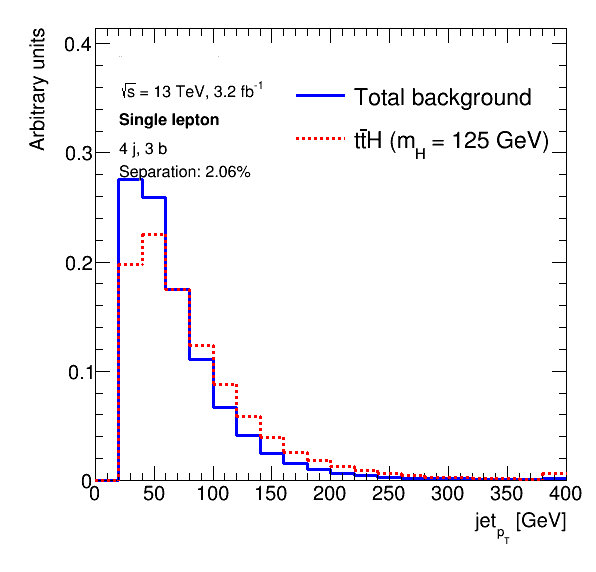 Arbitrary units
0.4
0.3
0.2
0.1
0
√s = 13 TeV, 3.2 fb⁻¹
Single lepton
4 j, 3 b
Separation: 2.06%
Total background
tt̄H (m_H = 125 GeV)
0 50 100 150 200 250 300 350 400
jet_p_T [GeV]